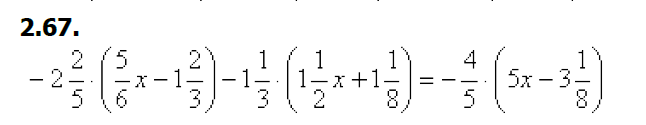 2.67.
− 2 2/5 · (5/6 x − 1 2/3) − 1 1/3 · (1 1/2 x + 1 1/8) = − 4/5 · (5x − 3 1/8)